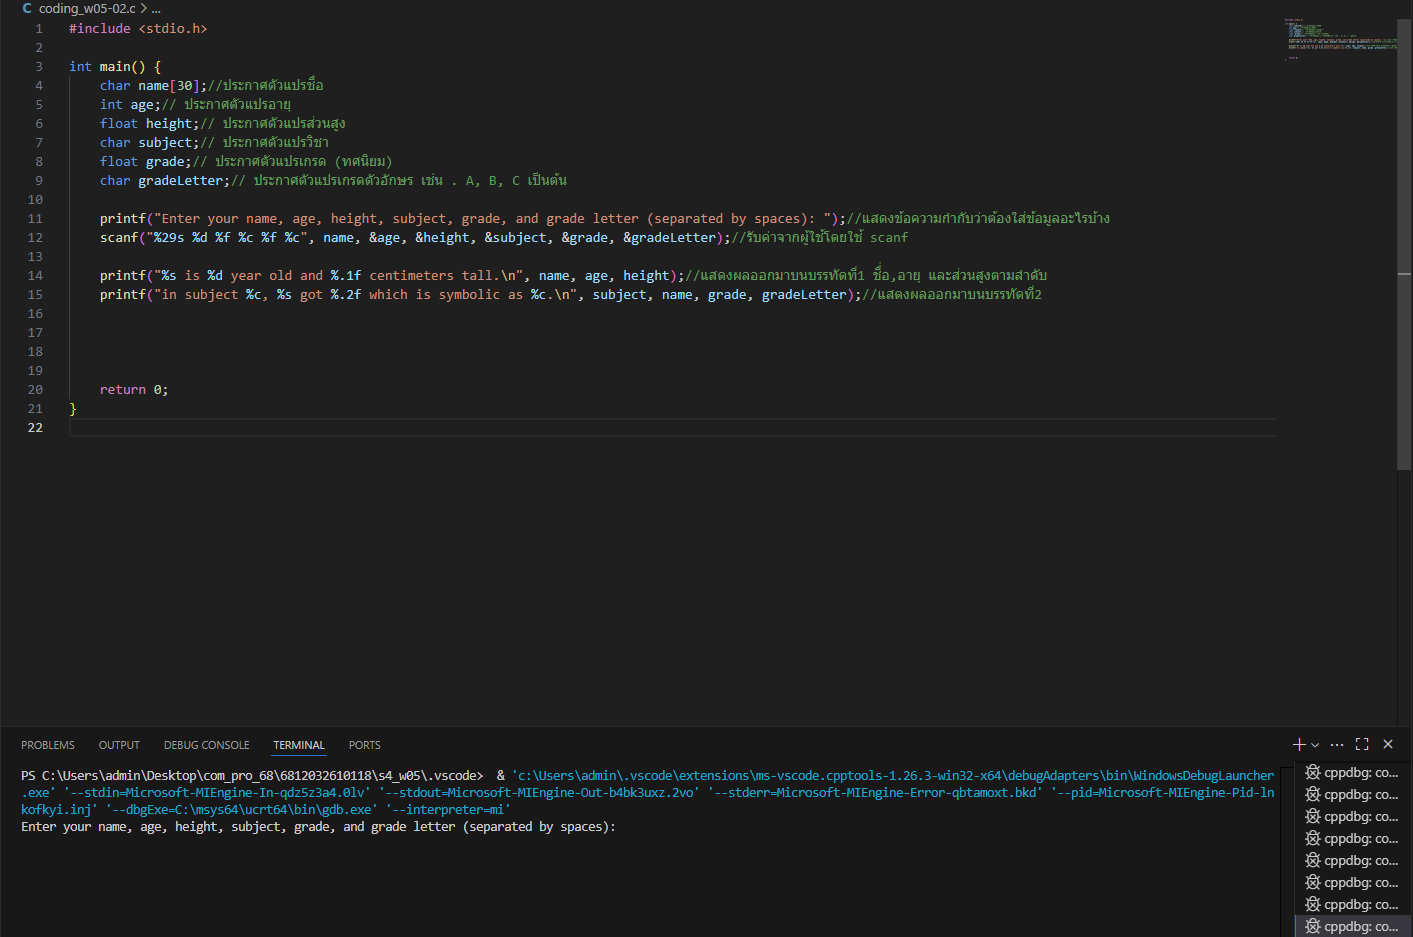 C coding_w05-02.c > ...
1 #include <stdio.h>
2
3 int main() {
4 char name[30];//ประกาศตัวแปรชื่อ
5 int age;// ประกาศตัวแปรอายุ
6 float height;// ประกาศตัวแปรส่วนสูง
7 char subject;// ประกาศตัวแปรวิชา
8 float grade;// ประกาศตัวแปรเกรด (ทศนิยม)
9 char gradeLetter;// ประกาศตัวแปรเกรดตัวอักษร เช่น . A, B, C เป็นต้น
10
11 printf("Enter your name, age, height, subject, grade, and grade letter (separated by spaces): ");//แสดงข้อความกำกับว่าต้องใส่ข้อมูลอะไรบ้าง
12 scanf("%29s %d %f %c %f %c", name, &age, &height, &subject, &grade, &gradeLetter);//รับค่าจากผู้ใช้โดยใช้ scanf
13
14 printf("%s is %d year old and %.1f centimeters tall.\n", name, age, height);//แสดงผลออกมาบนบรรทัดที่1 ชื่อ,อายุ และส่วนสูงตามลำดับ
15 printf("in subject %c, %s got %.2f which is symbolic as %c.\n", subject, name, grade, gradeLetter);//แสดงผลออกมาบนบรรทัดที่2
16
17
18
19
20 return 0;
21 }
22
PROBLEMS OUTPUT DEBUG CONSOLE TERMINAL PORTS
PS C:\Users\admin\Desktop\com_pro_68\6812032610118\s4_w05\.vscode> & 'c:\Users\admin\.vscode\extensions\ms-vscode.cpptools-1.26.3-win32-x64\debugAdapters\bin\WindowsDebugLauncher
.exe' '--stdin=Microsoft-MIEngine-In-qdz5z3a4.0lv' '--stdout=Microsoft-MIEngine-Out-b4bk3uxz.2vo' '--stderr=Microsoft-MIEngine-Error-qbtamoxt.bkd' '--pid=Microsoft-MIEngine-Pid-ln
kofkyi.inj' '--dbgExe=C:\msys64\ucrt64\bin\gdb.exe' '--interpreter=mi'
Enter your name, age, height, subject, grade, and grade letter (separated by spaces):
cppdbg: co...
cppdbg: co...
cppdbg: co...
cppdbg: co...
cppdbg: co...
cppdbg: co...
cppdbg: co...
cppdbg: co...